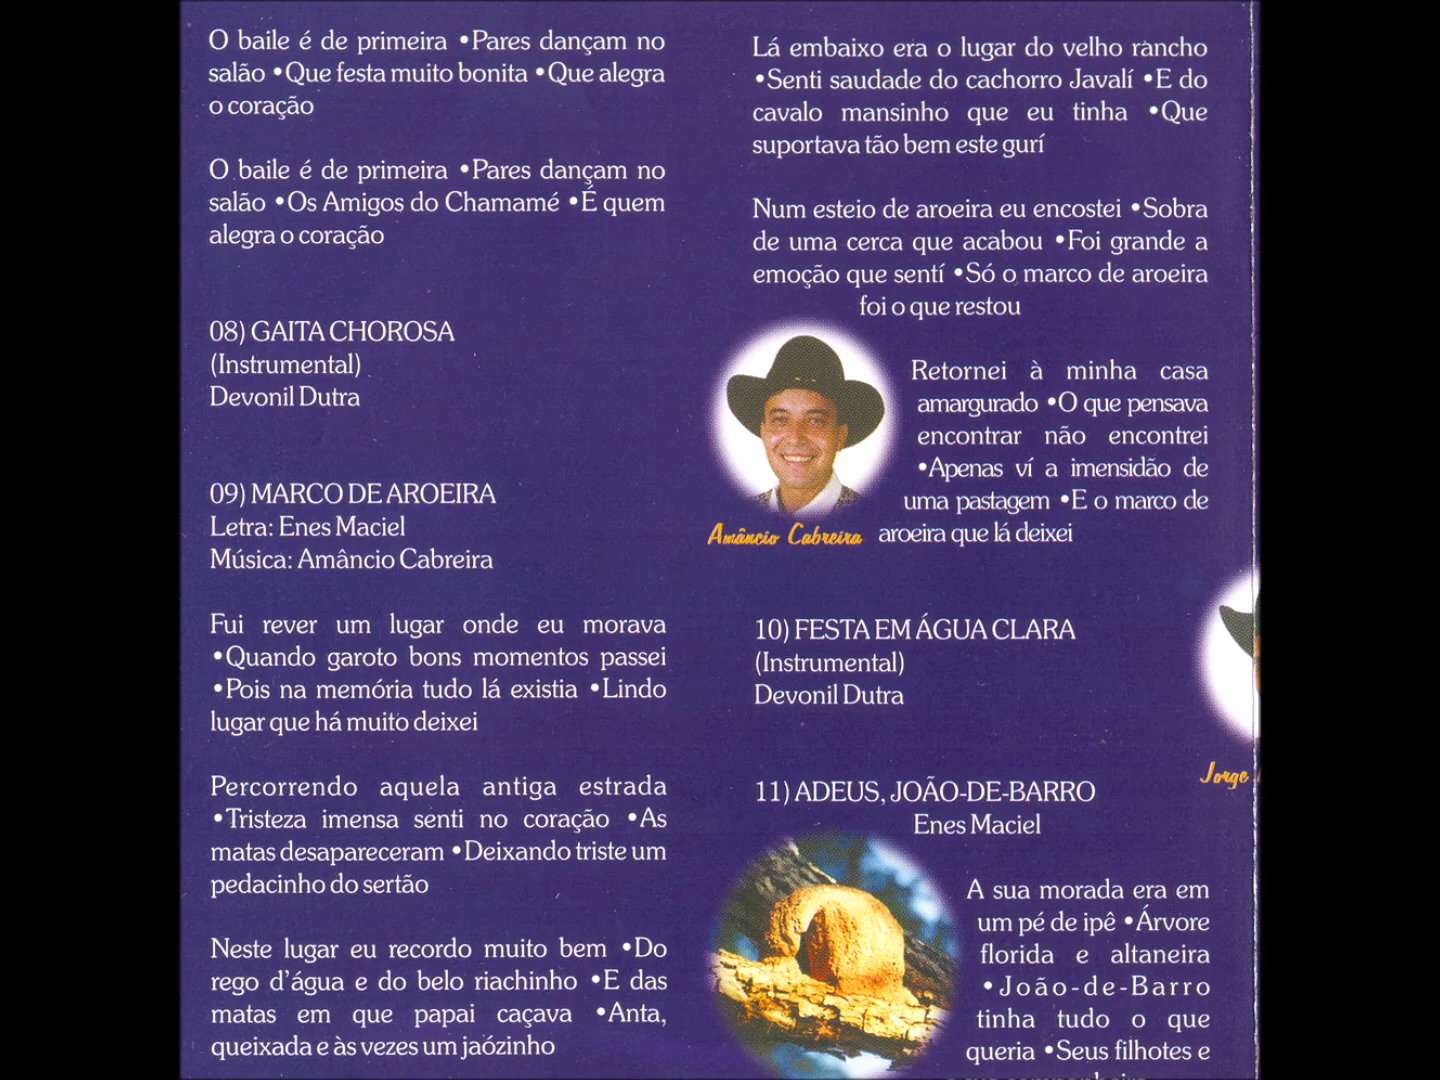 O baile é de primeira •Pares dançam no
salão •Que festa muito bonita •Que alegra
o coração
O baile é de primeira •Pares dançam no
salão •Os Amigos do Chamamé •É quem
alegra o coração
08) GAITA CHOROSA
(Instrumental)
Devonil Dutra
09) MARCO DE AROEIRA
Letra: Enes Maciel
Música: Amâncio Cabreira
Fui rever um lugar onde eu morava
•Quando garoto bons momentos passei
•Pois na memória tudo lá existia •Lindo
lugar que há muito deixei
Percorrendo aquela antiga estrada
•Tristeza imensa senti no coração •As
matas desapareceram •Deixando triste um
pedacinho do sertão
Neste lugar eu recordo muito bem •Do
rego d'água e do belo riachinho •E das
matas em que papai caçava •Anta,
queixada e às vezes um jaózinho
Lá embaixo era o lugar do velho rancho
•Senti saudade do cachorro Javalí •E do
cavalo mansinho que eu tinha •Que
suportava tão bem este gurí
Num esteio de aroeira eu encostei •Sobra
de uma cerca que acabou •Foi grande a
emoção que sentí •Só o marco de aroeira
foi o que restou
Retornei à minha casa
amargurado •O que pensava
encontrar não encontrei
•Apenas ví a imensidão de
uma pastagem •E o marco de
aroeira que lá deixei
Amâncio Cabreira
10) FESTA EM ÁGUA CLARA
(Instrumental)
Devonil Dutra
Jorge
11) ADEUS, JOÃO-DE-BARRO
Enes Maciel
A sua morada era em
um pé de ipê •Árvore
florida e altaneira
•João-de-Barro
tinha tudo o que
queria •Seus filhotes e